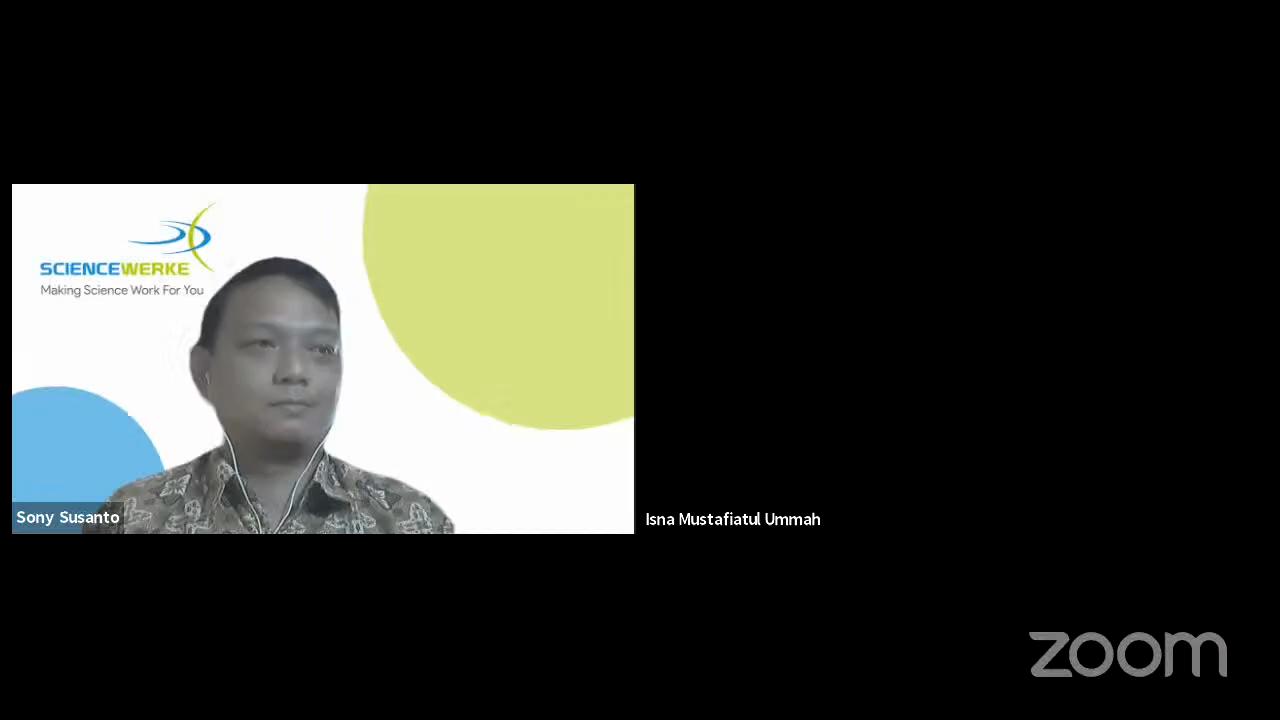 SCIENCEWERKE
Making Science Work For You
Sony Susanto
Isna Mustafiatul Ummah
zoom